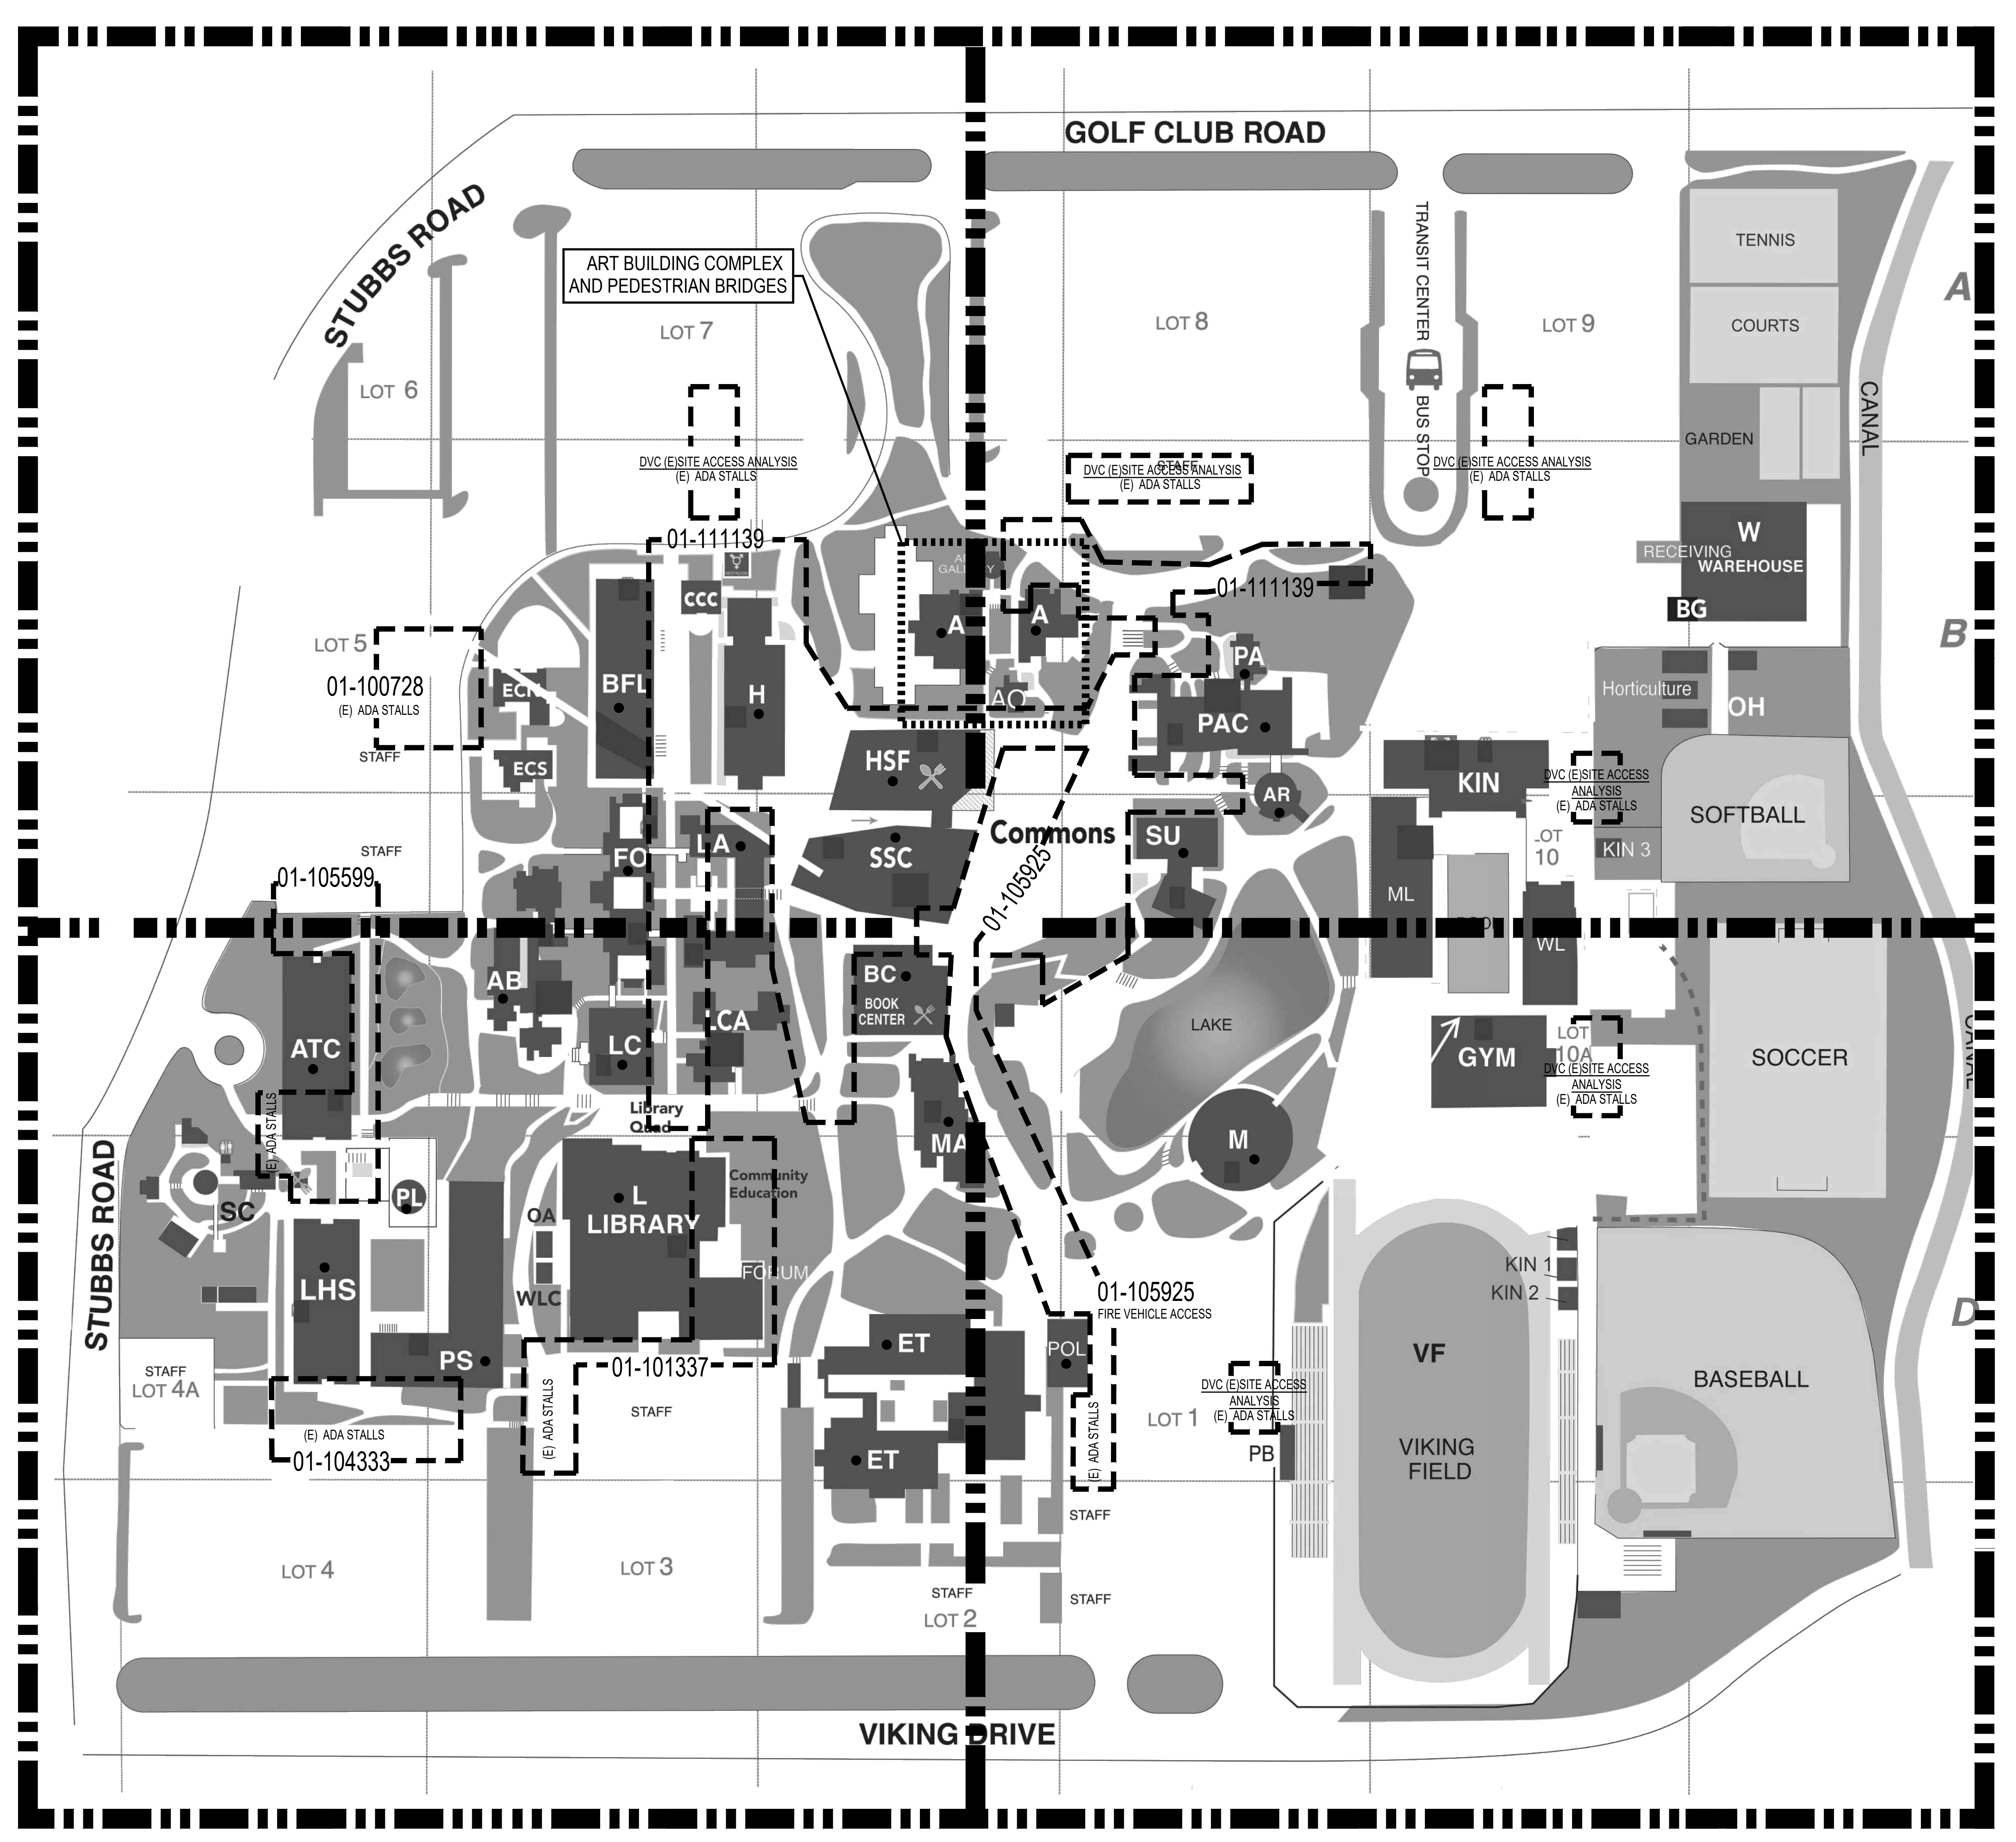 GOLF CLUB ROAD
STUBBS ROAD
TRANSIT CENTER
BUS STOP
TENNIS
COURTS
A
ART BUILDING COMPLEX
AND PEDESTRIAN BRIDGES
LOT 7
LOT 8
LOT 9
LOT 6
CANAL
GARDEN
DVC (E)SITE ACCESS ANALYSIS
(E) ADA STALLS
STAFF
DVC (E)SITE ACCESS ANALYSIS
(E) ADA STALLS
DVC (E)SITE ACCESS ANALYSIS
(E) ADA STALLS
W
RECEIVING
WAREHOUSE
BG
B
01-111139
01-111139
CCC
A
A
AO
LOT 5
01-100728
(E) ADA STALLS
STAFF
ECN
ECS
BFL
H
PA
PAC
HSF
AR
Horticulture
OH
KIN
DVC (E)SITE ACCESS
ANALYSIS
(E) ADA STALLS
SOFTBALL
Commons
SU
STAFF
FO
LA
SSC
LOT
10
KIN 3
ML
01-105599
01-105925
WL
AB
BC
BOOK
CENTER
LCA
LC
ATC
LAKE
GYM
LOT
10A
DVC (E)SITE ACCESS
ANALYSIS
(E) ADA STALLS
SOCCER
CANAL
(E) ADA STALLS
Library
Quad
MA
M
STUBBS ROAD
SC
PL
OA
L
LIBRARY
Community
Education
WLC
FORUM
LHS
01-105925
FIRE VEHICLE ACCESS
KIN 1
KIN 2
D
PS
ET
POL
VF
STAFF
LOT 4A
01-101337
(E) ADA STALLS
STAFF
(E) ADA STALLS
LOT 1
DVC (E)SITE ACCESS
ANALYSIS
(E) ADA STALLS
BASEBALL
(E) ADA STALLS
01-104333
ET
PB
VIKING
FIELD
STAFF
LOT 4
LOT 3
STAFF
LOT 2
STAFF
VIKING DRIVE